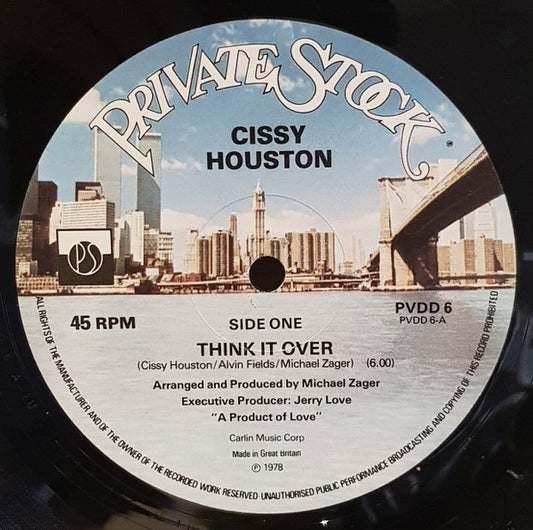 PRIVATE STOCK
CISSY
HOUSTON
PS
45 RPM
SIDE ONE
PVDD 6
PVDD 6-A
THINK IT OVER
(Cissy Houston/Alvin Fields/Michael Zager) (6.00)
Arranged and Produced by Michael Zager
Executive Producer: Jerry Love
"A Product of Love"
Carlin Music Corp
Made in Great Britain
℗ 1978
ALL RIGHTS OF THE MANUFACTURER AND OF THE OWNER OF THE RECORDED WORK RESERVED·UNAUTHORISED PUBLIC PERFORMANCE BROADCASTING AND COPYING OF THIS RECORD PROHIBITED